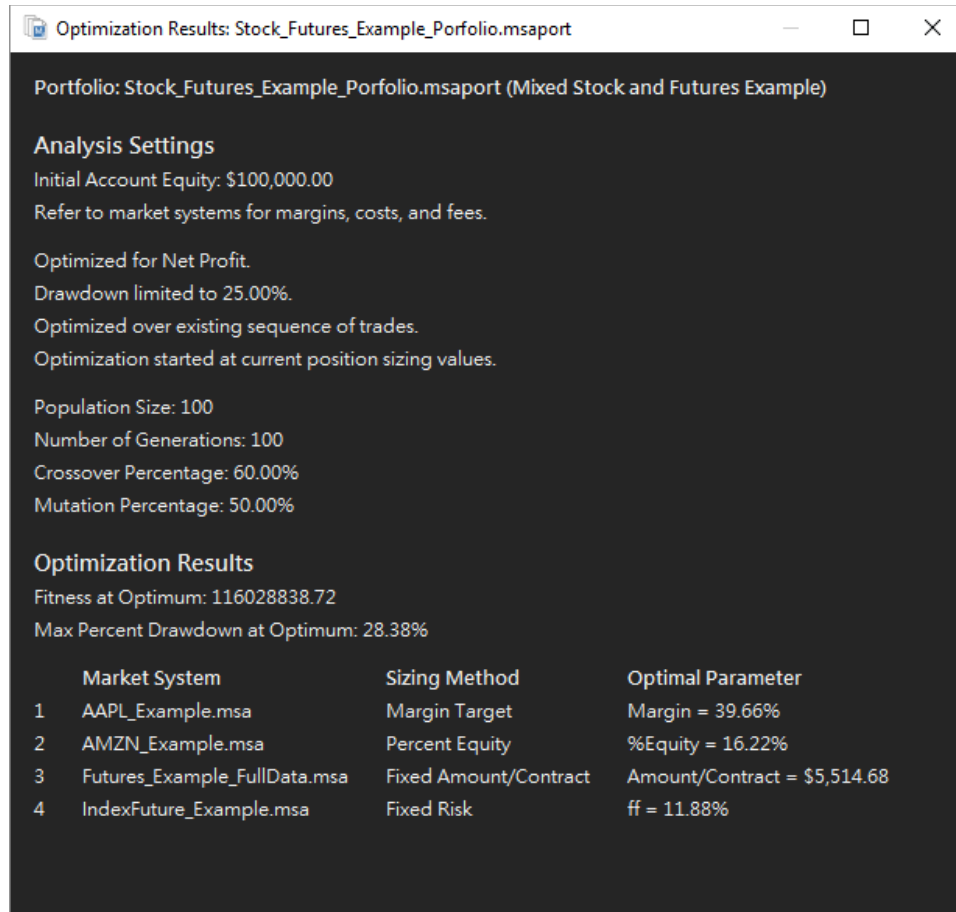 Optimization Results: Stock_Futures_Example_Porfolio.msaport
Portfolio: Stock_Futures_Example_Porfolio.msaport (Mixed Stock and Futures Example)
Analysis Settings
Initial Account Equity: $100,000.00
Refer to market systems for margins, costs, and fees.
Optimized for Net Profit.
Drawdown limited to 25.00%.
Optimized over existing sequence of trades.
Optimization started at current position sizing values.
Population Size: 100
Number of Generations: 100
Crossover Percentage: 60.00%
Mutation Percentage: 50.00%
Optimization Results
Fitness at Optimum: 116028838.72
Max Percent Drawdown at Optimum: 28.38%
Market System Sizing Method Optimal Parameter
1 AAPL_Example.msa Margin Target Margin = 39.66%
2 AMZN_Example.msa Percent Equity %Equity = 16.22%
3 Futures_Example_FullData.msa Fixed Amount/Contract Amount/Contract = $5,514.68
4 IndexFuture_Example.msa Fixed Risk ff = 11.88%